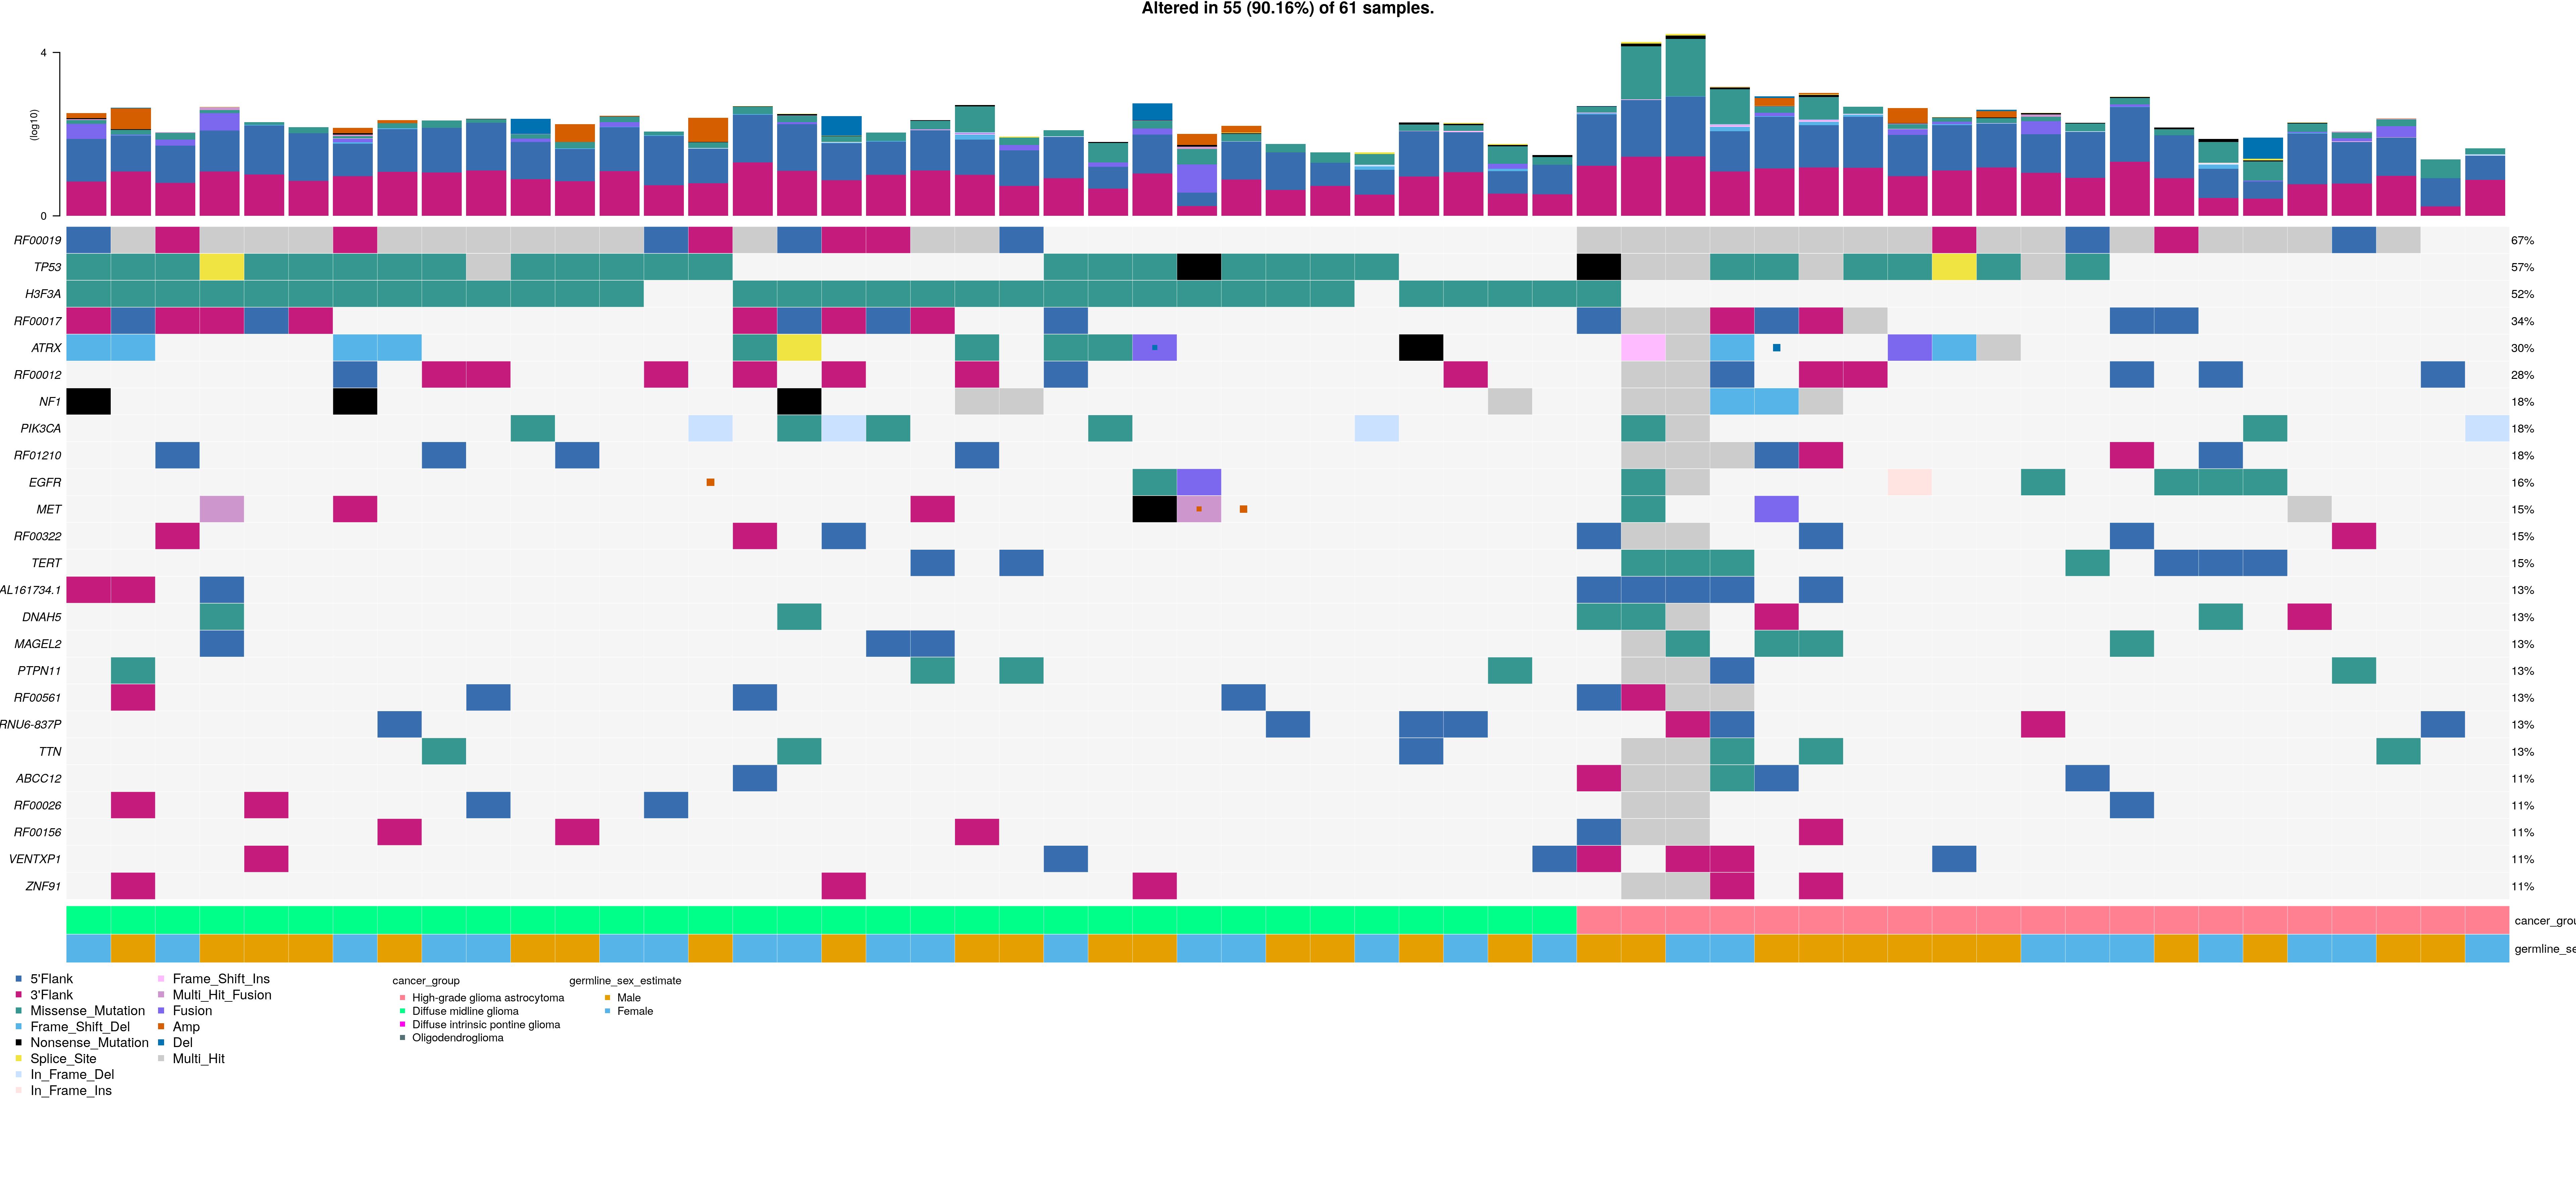 Altered in 55 (90.16%) of 61 samples.
4
(log10)
0
RF00019 67%
TP53 57%
H3F3A 52%
RF00017 34%
ATRX 30%
RF00012 28%
NF1 18%
PIK3CA 18%
RF01210 18%
EGFR 16%
MET 15%
RF00322 15%
TERT 15%
AL161734.1 13%
DNAH5 13%
MAGEL2 13%
PTPN11 13%
RF00561 13%
RNU6-837P 13%
TTN 13%
ABCC12 11%
RF00026 11%
RF00156 11%
VENTXP1 11%
ZNF91 11%
cancer_grou
germline_se
5'Flank
3'Flank
Missense_Mutation
Frame_Shift_Del
Nonsense_Mutation
Splice_Site
In_Frame_Del
In_Frame_Ins
Frame_Shift_Ins
Multi_Hit_Fusion
Fusion
Amp
Del
Multi_Hit
cancer_group
High-grade glioma astrocytoma
Diffuse midline glioma
Diffuse intrinsic pontine glioma
Oligodendroglioma
germline_sex_estimate
Male
Female